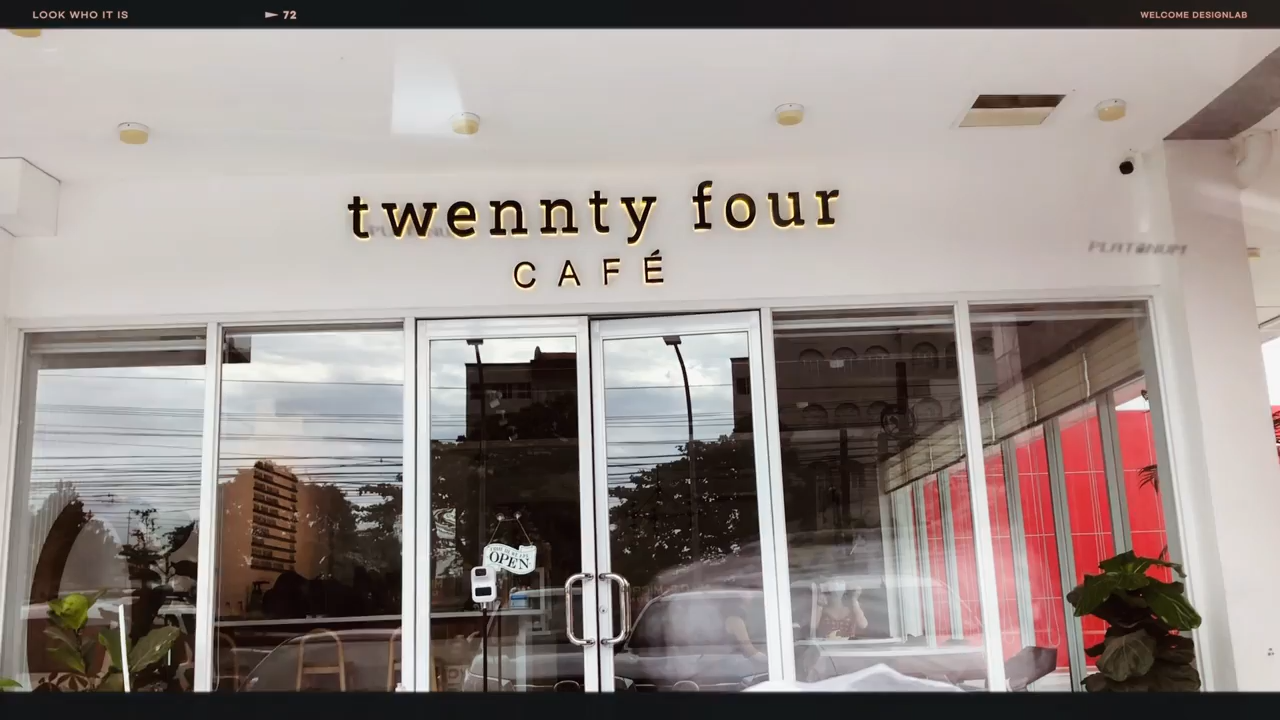 LOOK WHO IT IS
72
WELCOME DESIGNLAB
twennty four
CAFÉ
PLATINUM
OPEN